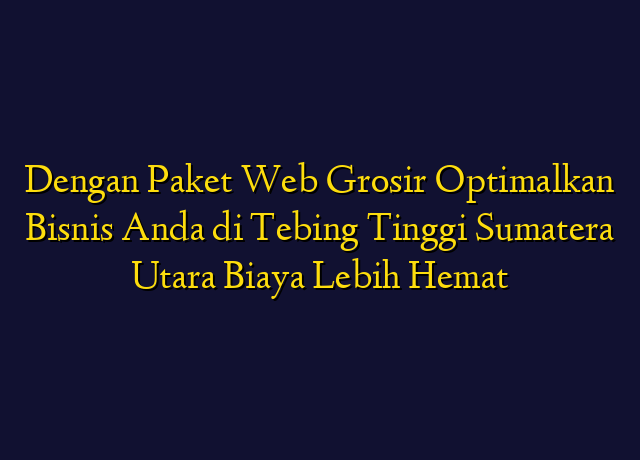 Dengan Paket Web Grosir Optimalkan
Bisnis Anda di Tebing Tinggi Sumatera
Utara Biaya Lebih Hemat